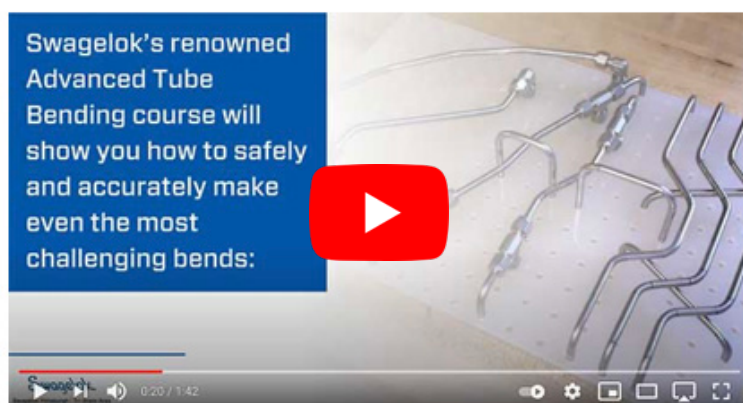 Swagelok's renowned
Advanced Tube
Bending course will
show you how to safely
and accurately make
even the most
challenging bends:
Swagelok
0:20 / 1:42